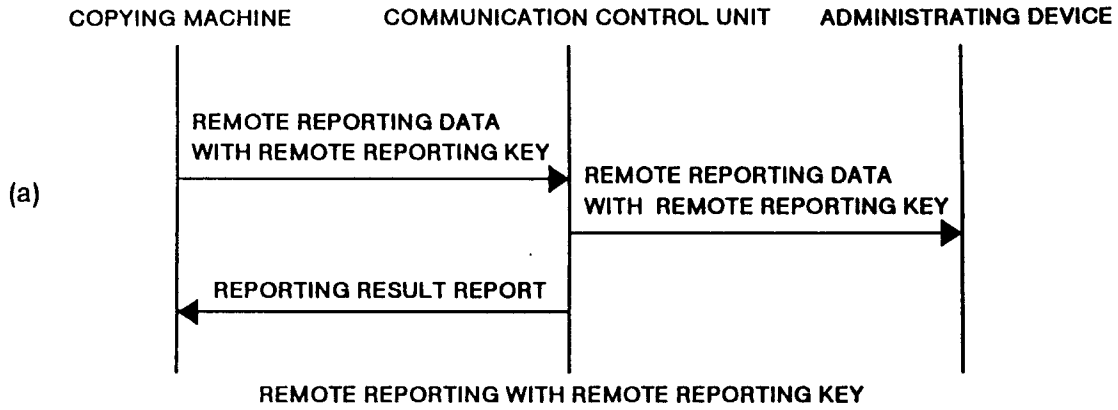 COPYING MACHINE
COMMUNICATION CONTROL UNIT
ADMINISTRATING DEVICE
REMOTE REPORTING DATA
WITH REMOTE REPORTING KEY
(a)
REMOTE REPORTING DATA
WITH REMOTE REPORTING KEY
REPORTING RESULT REPORT
REMOTE REPORTING WITH REMOTE REPORTING KEY